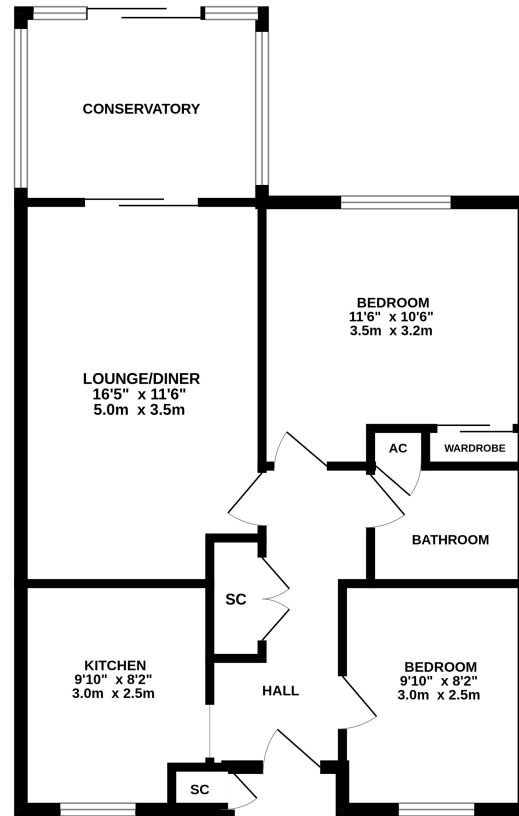 CONSERVATORY
BEDROOM
11'6" x 10'6"
3.5m x 3.2m
LOUNGE/DINER
16'5" x 11'6"
5.0m x 3.5m
AC
WARDROBE
BATHROOM
SC
KITCHEN
9'10" x 8'2"
3.0m x 2.5m
HALL
BEDROOM
9'10" x 8'2"
3.0m x 2.5m
SC